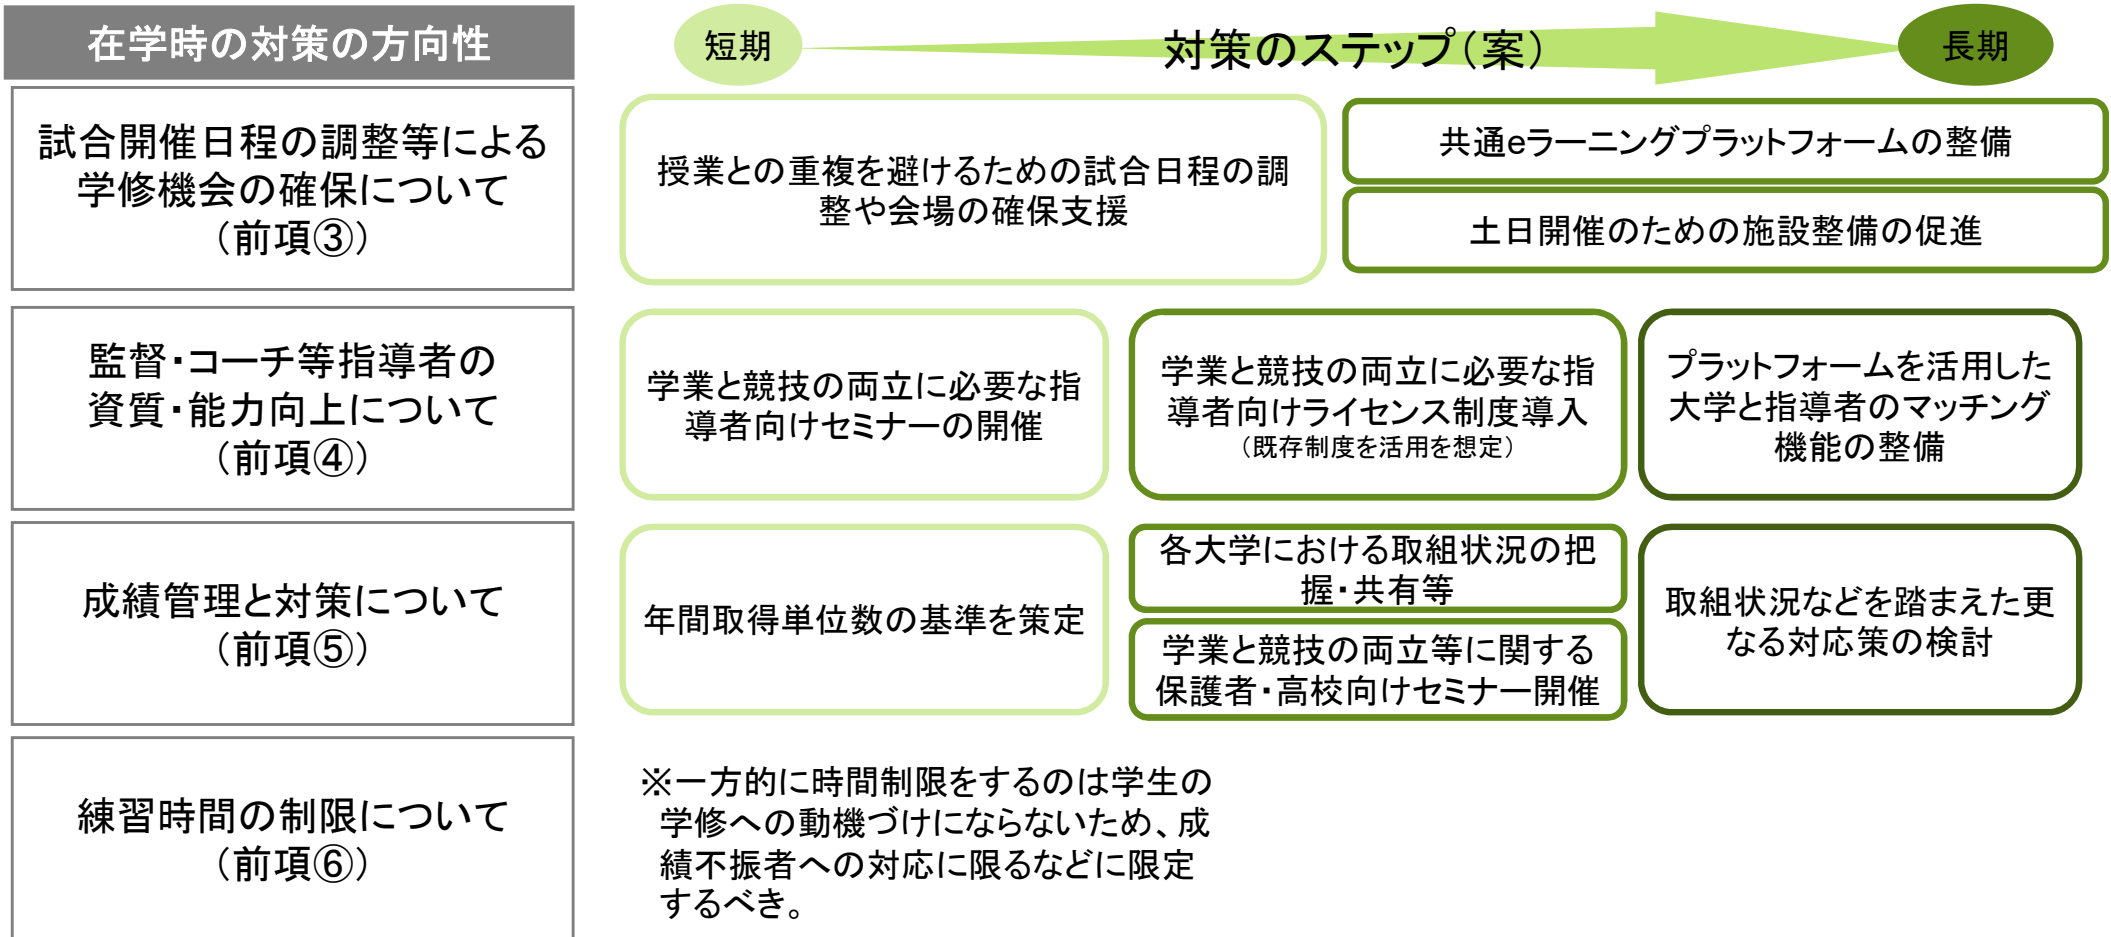 在学時の対策の方向性
短期
対策のステップ(案)
長期
試合開催日程の調整等による
学修機会の確保について
(前項③)
授業との重複を避けるための試合日程の調
整や会場の確保支援
共通eラーニングプラットフォームの整備
土日開催のための施設整備の促進
監督・コーチ等指導者の
資質・能力向上について
(前項④)
学業と競技の両立に必要な指
導者向けセミナーの開催
学業と競技の両立に必要な指
導者向けライセンス制度導入
(既存制度を活用を想定)
プラットフォームを活用した
大学と指導者のマッチング
機能の整備
成績管理と対策について
(前項⑤)
年間取得単位数の基準を策定
各大学における取組状況の把
握・共有等
学業と競技の両立等に関する
保護者・高校向けセミナー開催
取組状況などを踏まえた更
なる対応策の検討
練習時間の制限について
(前項⑥)
※一方的に時間制限をするのは学生の
学修への動機づけにならないため、成
績不振者への対応に限るなどに限定
するべき。